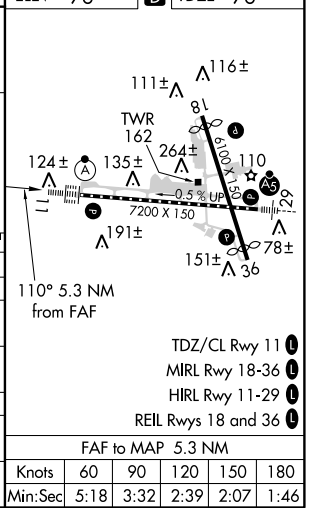 D
116±
111±
18
TWR
162
P
6100 X 150
264±
110
124±
A
135±
A5
0.5 % UP
P
11
7200 X 150
29
P
191±
P
78±
151±
36
110° 5.3 NM
from FAF
TDZ/CL Rwy 11 L
MIRL Rwy 18-36 L
HIRL Rwy 11-29 L
REIL Rwys 18 and 36 L
FAF to MAP 5.3 NM
Knots 60 90 120 150 180
Min:Sec 5:18 3:32 2:39 2:07 1:46